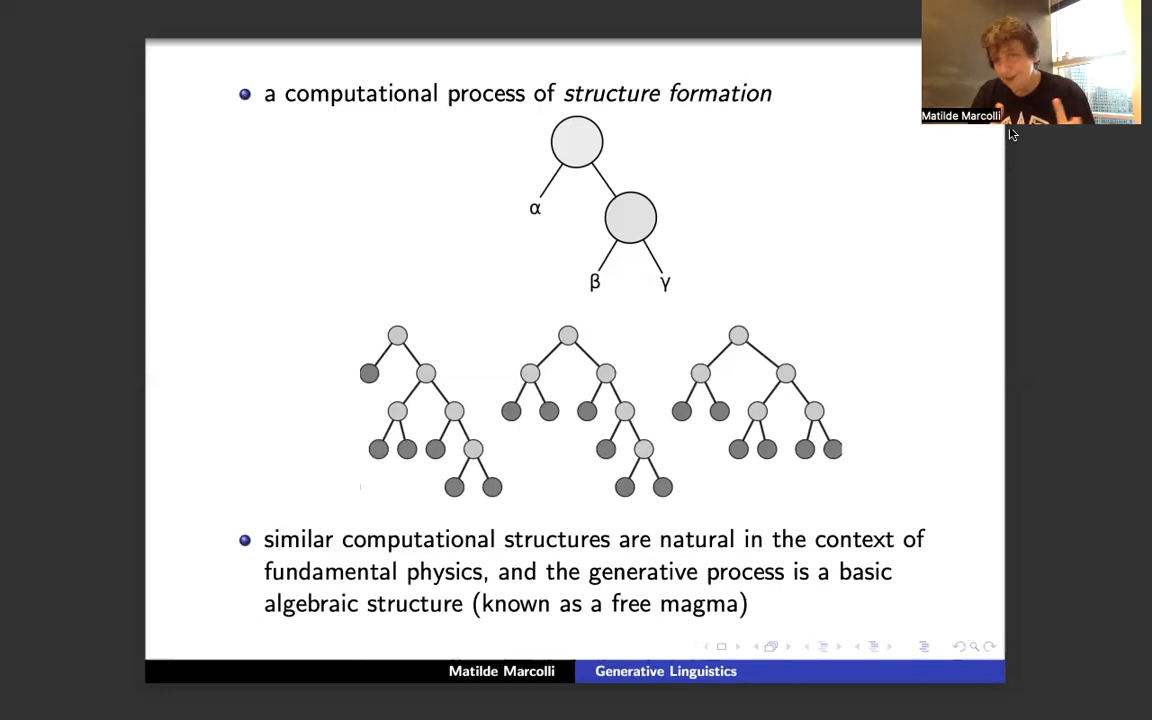 a computational process of structure formation
Matilde Marcolli
α
β γ
similar computational structures are natural in the context of
fundamental physics, and the generative process is a basic
algebraic structure (known as a free magma)
Matilde Marcolli Generative Linguistics